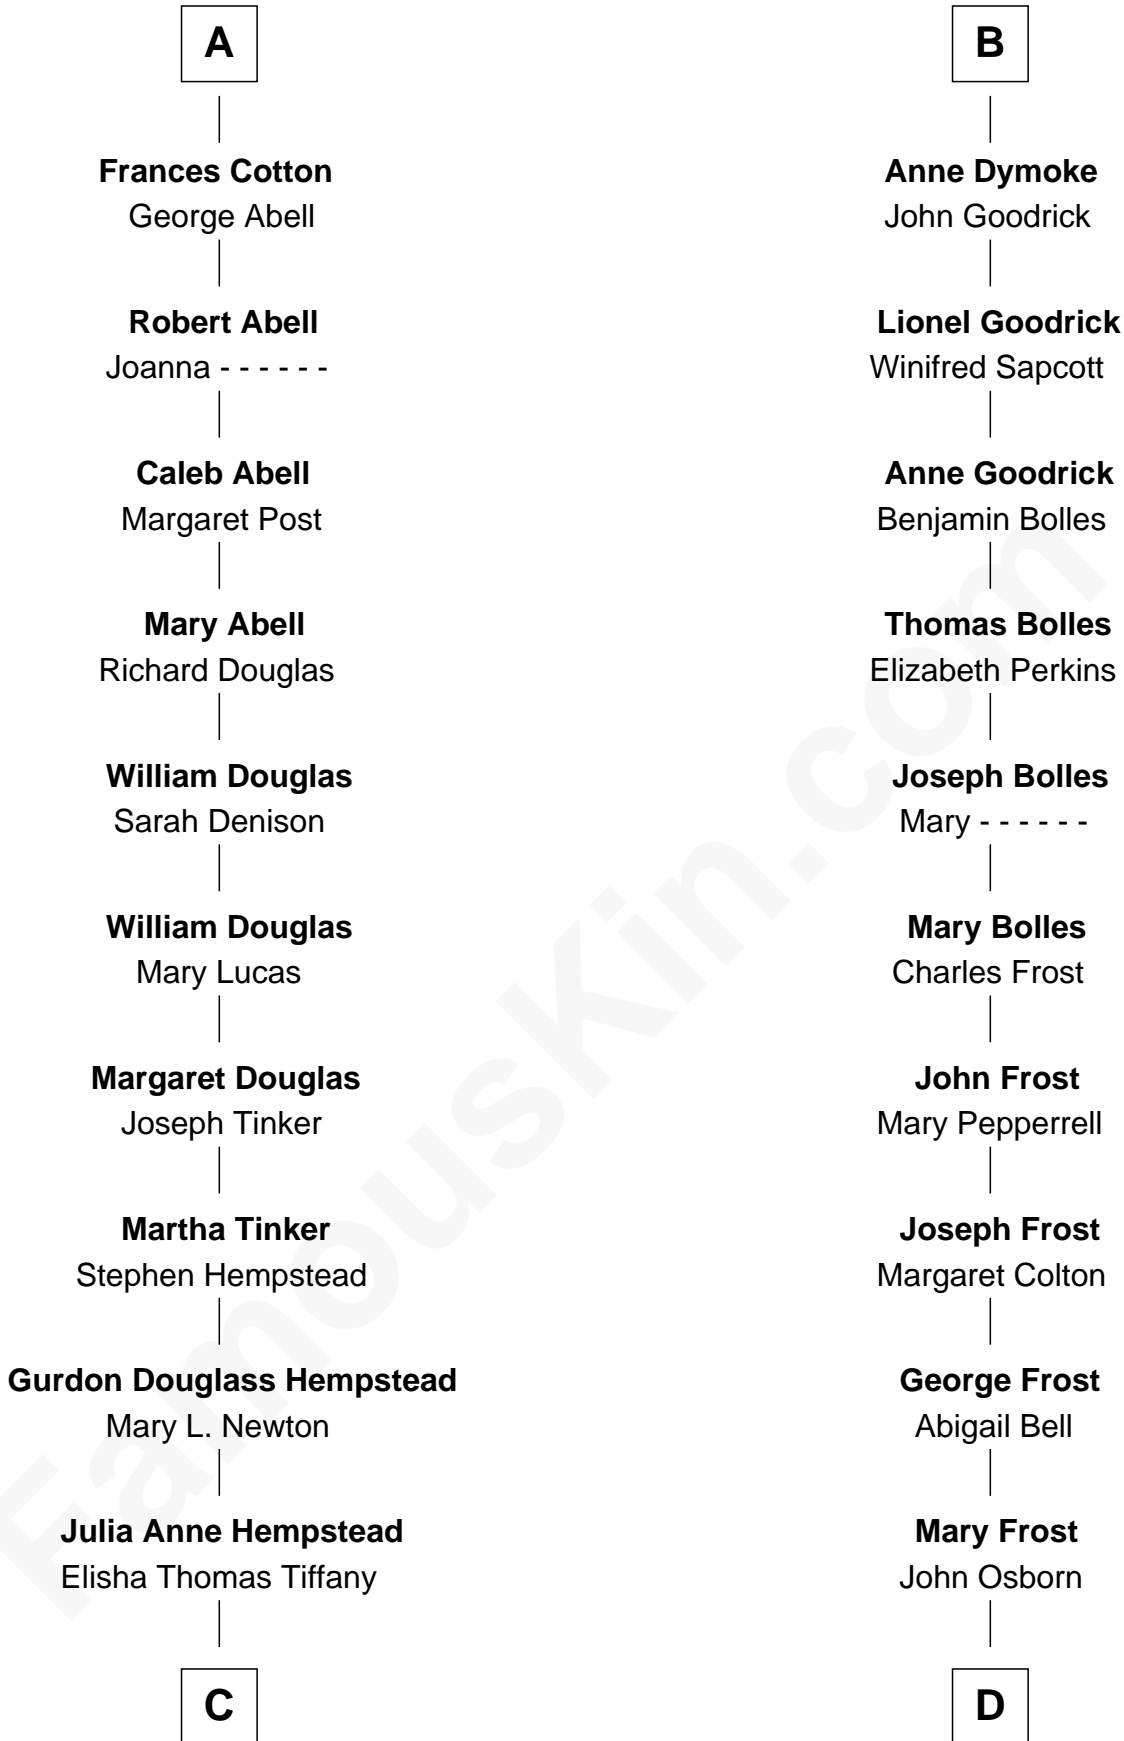 A
Frances Cotton
George Abell
Robert Abell
Joanna - - - - - -
Caleb Abell
Margaret Post
Mary Abell
Richard Douglas
William Douglas
Sarah Denison
William Douglas
Mary Lucas
Margaret Douglas
Joseph Tinker
Martha Tinker
Stephen Hempstead
Gurdon Douglass Hempstead
Mary L. Newton
Julia Anne Hempstead
Elisha Thomas Tiffany
C
B
Anne Dymoke
John Goodrick
Lionel Goodrick
Winifred Sapcott
Anne Goodrick
Benjamin Bolles
Thomas Bolles
Elizabeth Perkins
Joseph Bolles
Mary - - - - - -
Mary Bolles
Charles Frost
John Frost
Mary Pepperrell
Joseph Frost
Margaret Colton
George Frost
Abigail Bell
Mary Frost
John Osborn
D
FamousKin.com